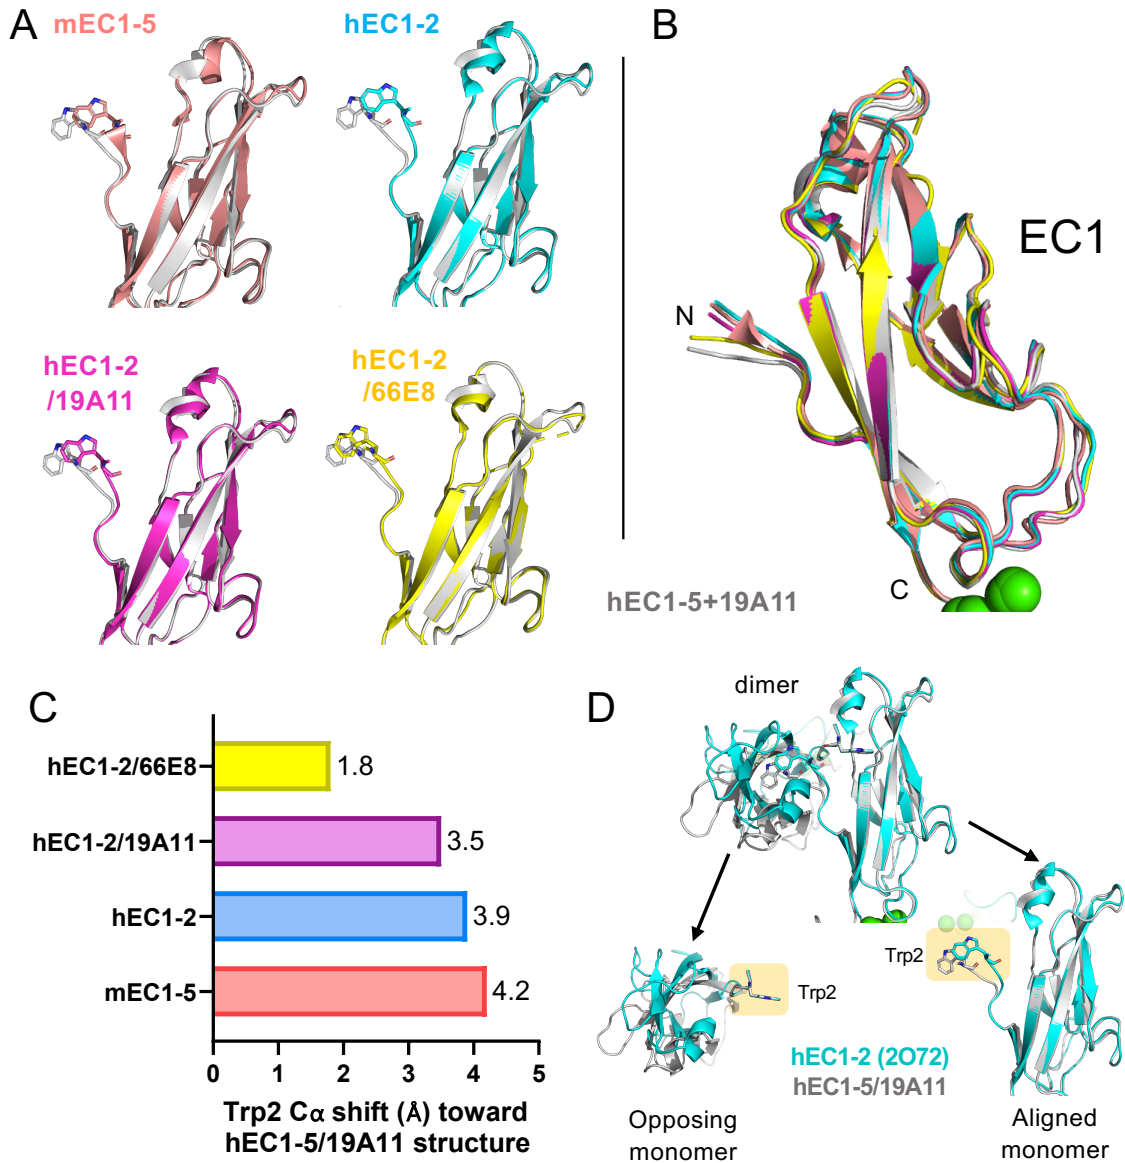 A
mEC1-5
hEC1-2
hEC1-2
/19A11
hEC1-2
/66E8
B
EC1
N
C
hEC1-5+19A11
C
hEC1-2/66E8
1.8
hEC1-2/19A11
3.5
hEC1-2
3.9
mEC1-5
4.2
0 1 2 3 4 5
Trp2 Cα shift (Å) toward
hEC1-5/19A11 structure
D
dimer
Trp2
Trp2
hEC1-2 (2O72)
hEC1-5/19A11
Opposing
monomer
Aligned
monomer